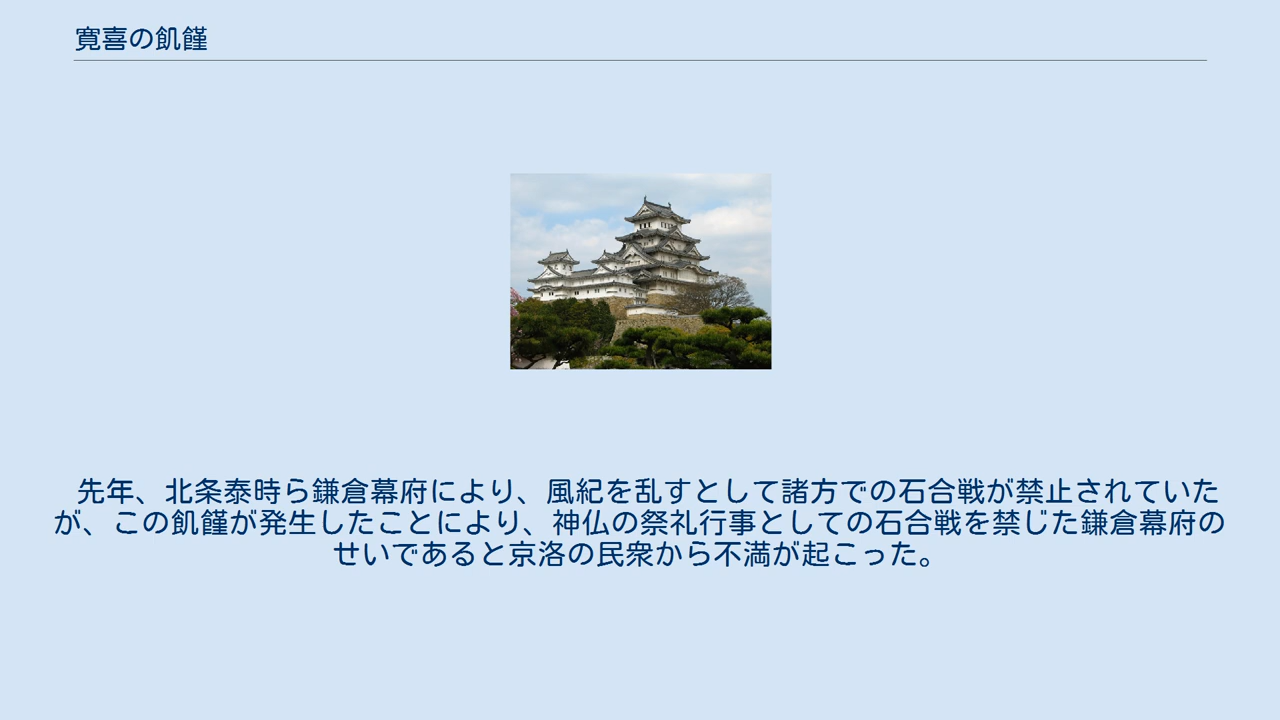 寛喜の飢饉
先年、北条泰時ら鎌倉幕府により、風紀を乱すとして諸方での石合戦が禁止されていた
が、この飢饉が発生したことにより、神仏の祭礼行事としての石合戦を禁じた鎌倉幕府の
せいであると京洛の民衆から不満が起こった。